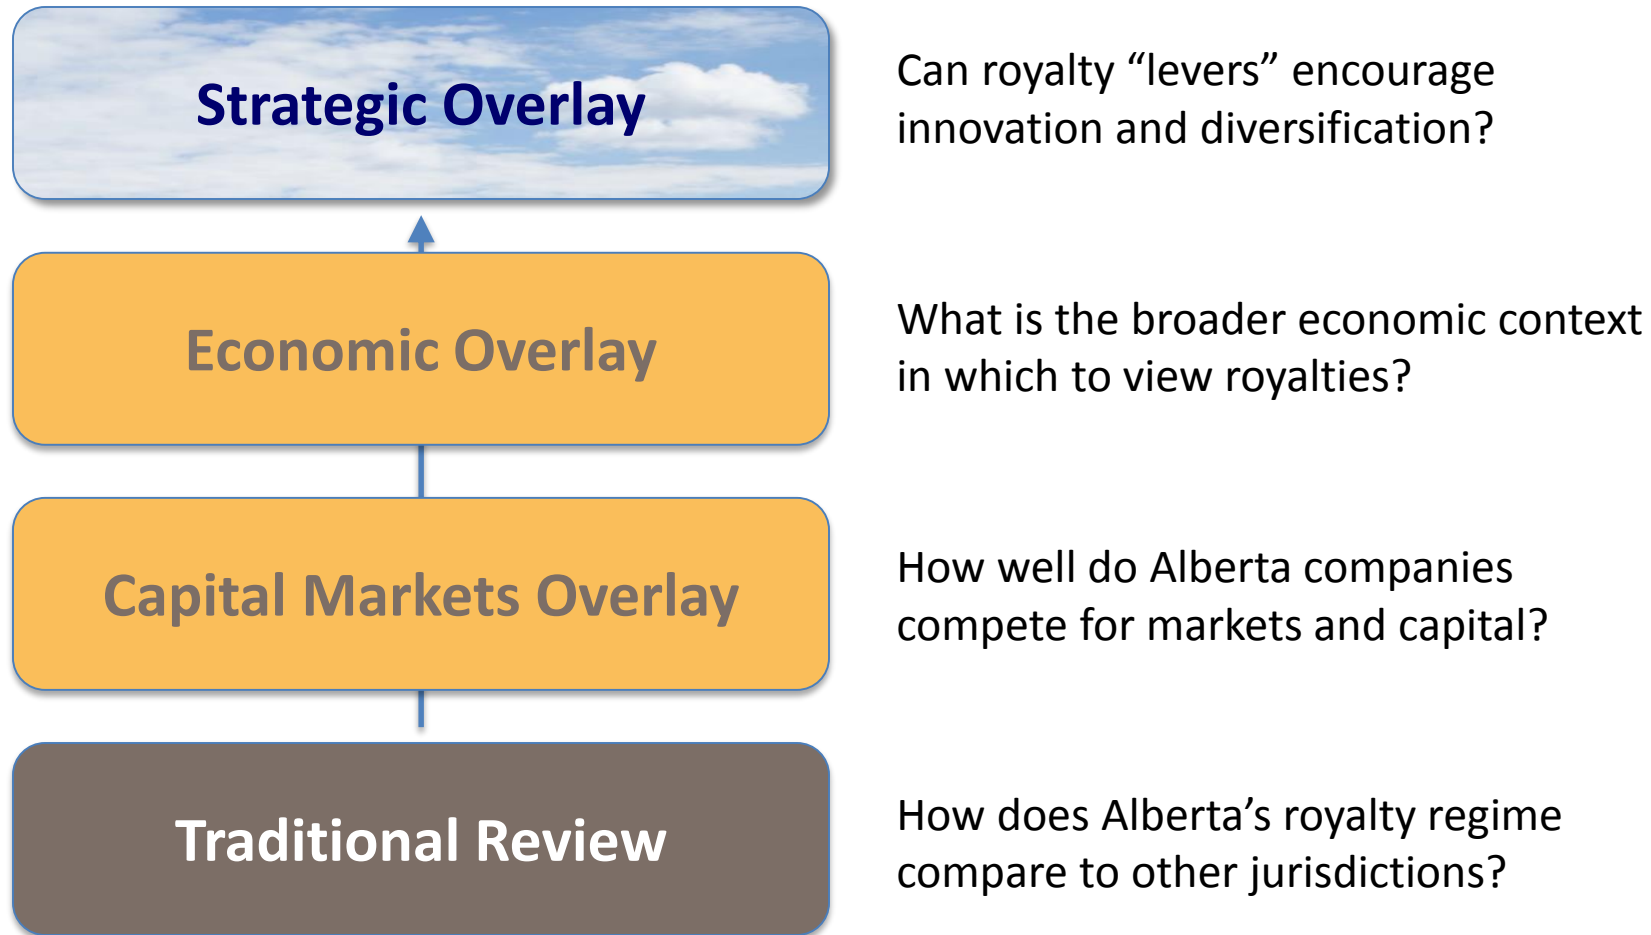 Strategic Overlay
Can royalty “levers” encourage
innovation and diversification?
Economic Overlay
What is the broader economic context
in which to view royalties?
Capital Markets Overlay
How well do Alberta companies
compete for markets and capital?
Traditional Review
How does Alberta’s royalty regime
compare to other jurisdictions?